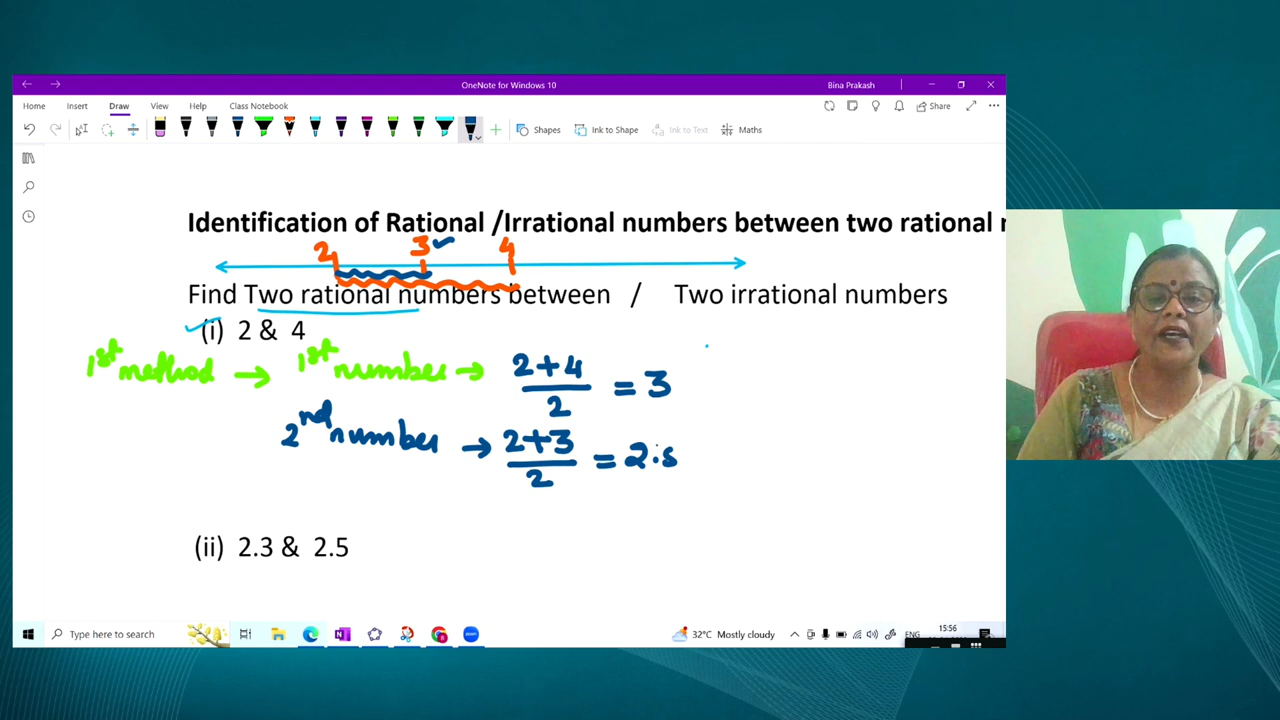 OneNote for Windows 10
Bina Prakash
Home Insert Draw View Help Class Notebook
Share
Shapes Ink to Shape Ink to Text Maths
Identification of Rational /Irrational numbers between two rational
2 3 4
Find Two rational numbers between / Two irrational numbers
(i) 2 & 4
1st method → 1st number → 2+4/2 = 3
2nd number → 2+3/2 = 2.5
(ii) 2.3 & 2.5
Type here to search
32°C Mostly cloudy
ENG
15:56